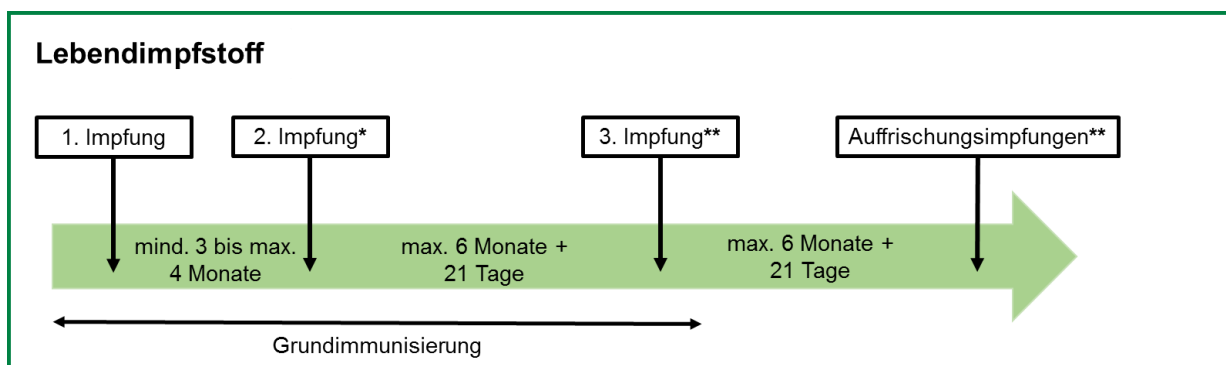 Lebendimpfstoff
1. Impfung
2. Impfung*
3. Impfung**
Auffrischungsimpfungen**
mind. 3 bis max.
4 Monate
max. 6 Monate +
21 Tage
max. 6 Monate +
21 Tage
Grundimmunisierung